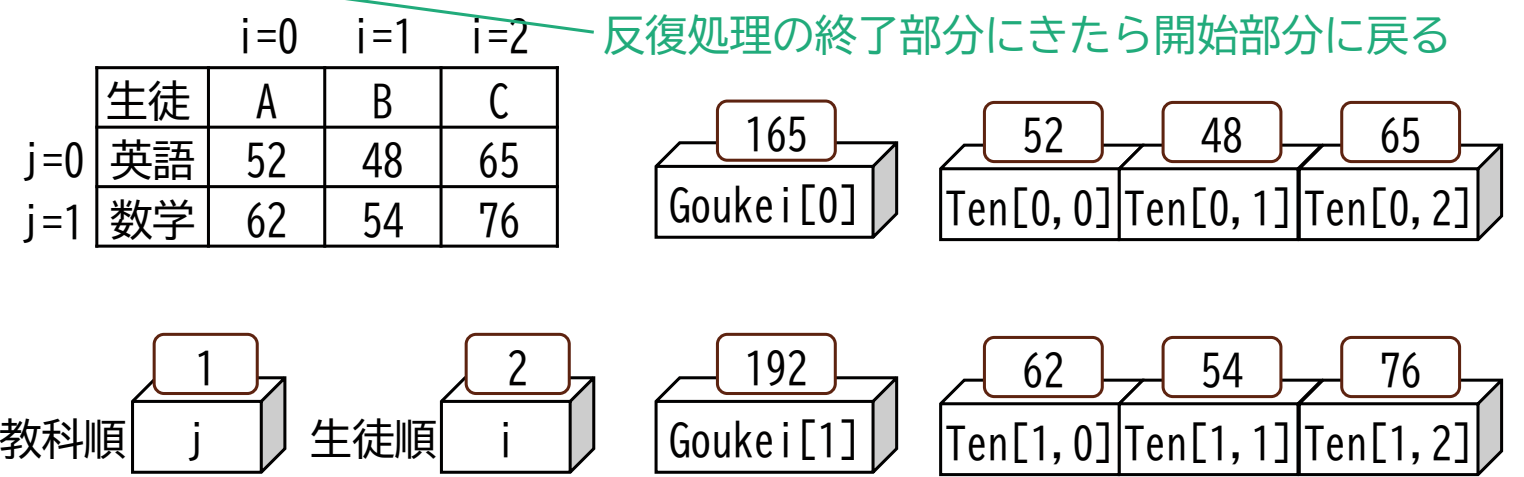 反復処理の終了部分にきたら開始部分に戻る
i=0 i=1 i=2
生徒 A B C
j=0 英語 52 48 65
j=1 数学 62 54 76
165 52 48 65
Goukei[0] Ten[0,0] Ten[0,1] Ten[0,2]
1 2 192 62 54 76
教科順 j 生徒順 i Goukei[1] Ten[1,0] Ten[1,1] Ten[1,2]